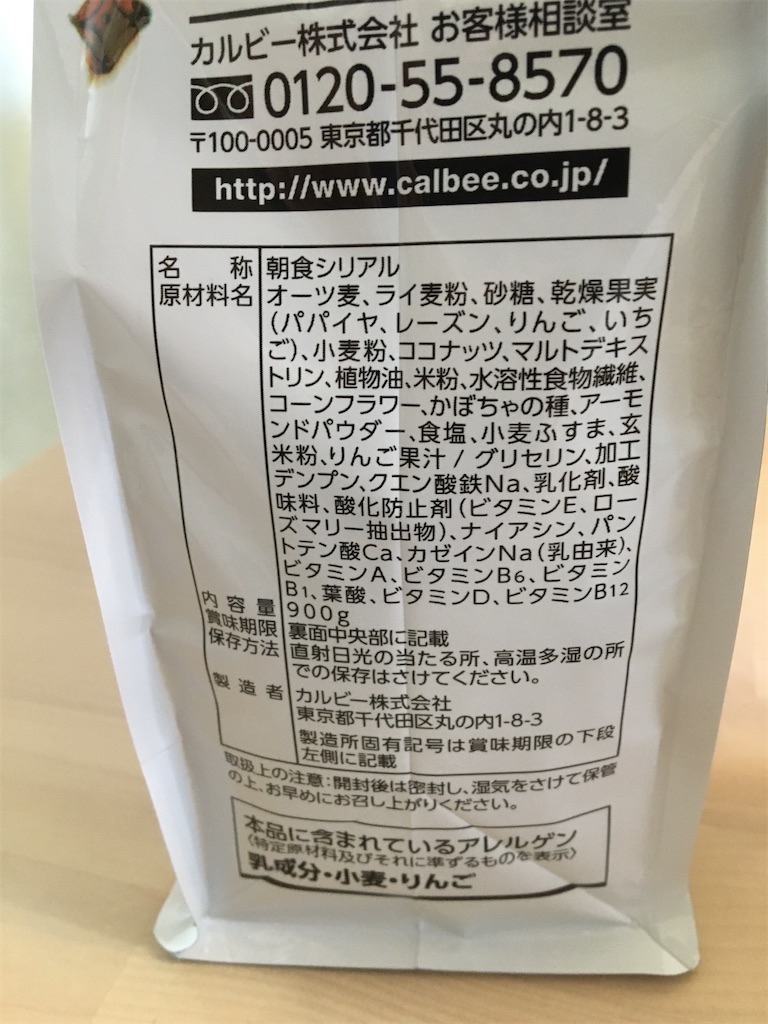 カルビー株式会社 お客様相談室
0120-55-8570
〒100-0005 東京都千代田区丸の内1-8-3
http://www.calbee.co.jp/
名称 朝食シリアル
原材料名 オーツ麦、ライ麦粉、砂糖、乾燥果実
(パパイヤ、レーズン、りんご、いち
ご)、小麦粉、ココナッツ、マルトデキス
トリン、植物油、米粉、水溶性食物繊維、
コーンフラワー、かぼちゃの種、アーモ
ンドパウダー、食塩、小麦ふすま、玄
米粉、りんご果汁 / グリセリン、加工
デンプン、クエン酸鉄Na、乳化剤、酸
味料、酸化防止剤(ビタミンE、ロー
ズマリー抽出物)、ナイアシン、パン
トテン酸Ca、カゼインNa(乳由来)、
ビタミンA、ビタミンB6、ビタミン
B1、葉酸、ビタミンD、ビタミンB12
内容量 900g
賞味期限 裏面中央部に記載
保存方法 直射日光の当たる所、高温多湿の所
での保存はさけてください。
製造者 カルビー株式会社
東京都千代田区丸の内1-8-3
製造所固有記号は賞味期限の下段
左側に記載
取扱上の注意:開封後は密封し、湿気をさけて保管
の上、お早めにお召し上がりください。
本品に含まれているアレルゲン
〈特定原材料及びそれに準ずるものを表示〉
乳成分・小麦・りんご